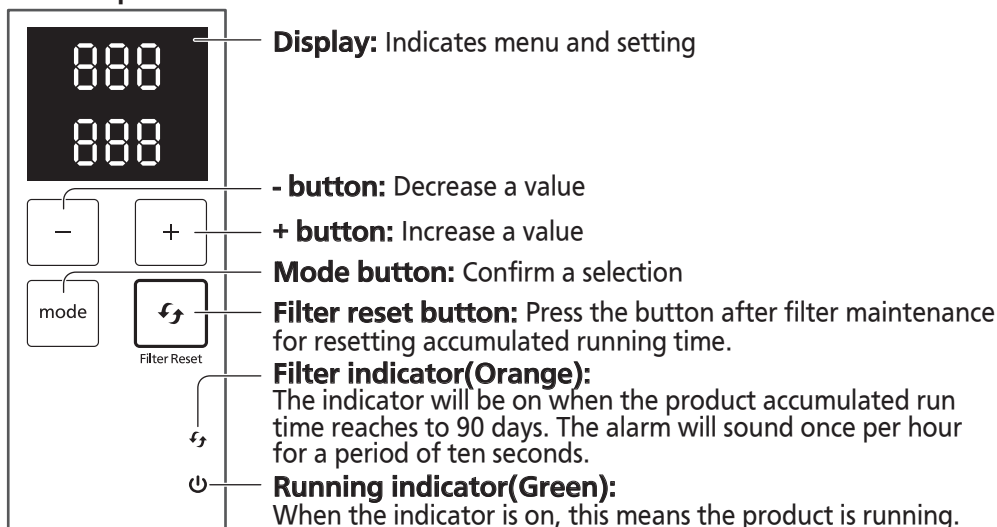 888
Display: Indicates menu and setting
888
- button: Decrease a value
−
+
+ button: Increase a value
Mode button: Confirm a selection
mode
Filter reset button: Press the button after filter maintenance
for resetting accumulated running time.
Filter Reset
Filter indicator(Orange):
The indicator will be on when the product accumulated run
time reaches to 90 days. The alarm will sound once per hour
for a period of ten seconds.
Running indicator(Green):
When the indicator is on, this means the product is running.